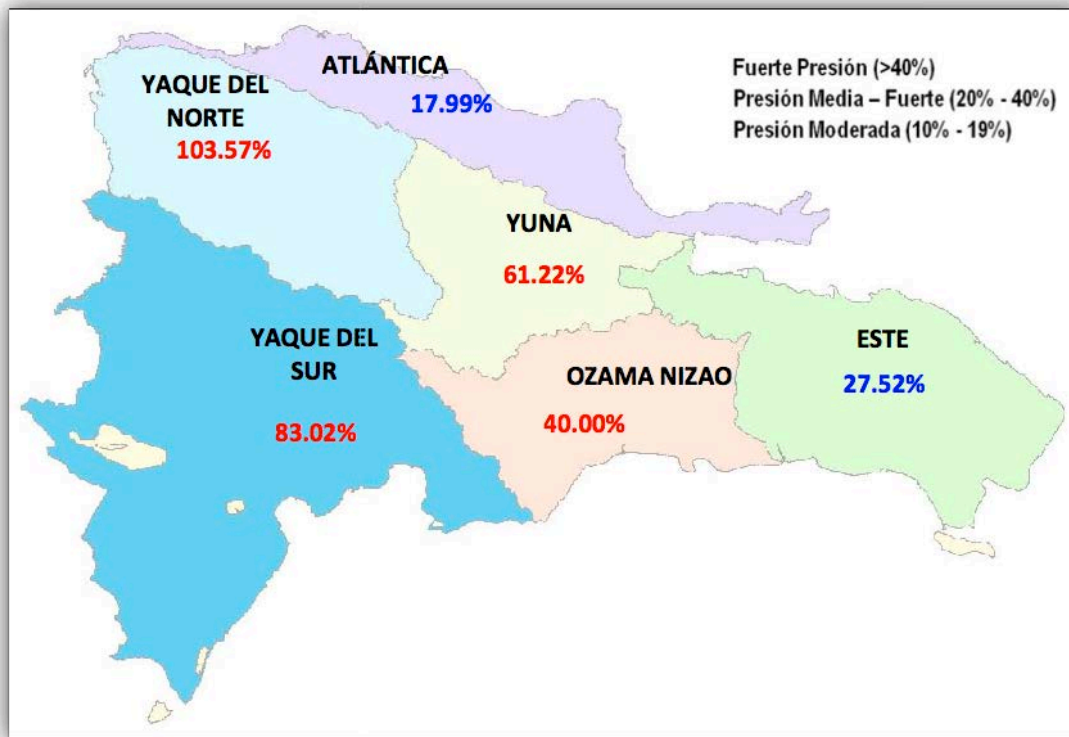 ATLÁNTICA
17.99%
YAQUE DEL
NORTE
103.57%
Fuerte Presión (>40%)
Presión Media – Fuerte (20% - 40%)
Presión Moderada (10% - 19%)
YUNA
61.22%
YAQUE DEL
SUR
83.02%
OZAMA NIZAO
40.00%
ESTE
27.52%